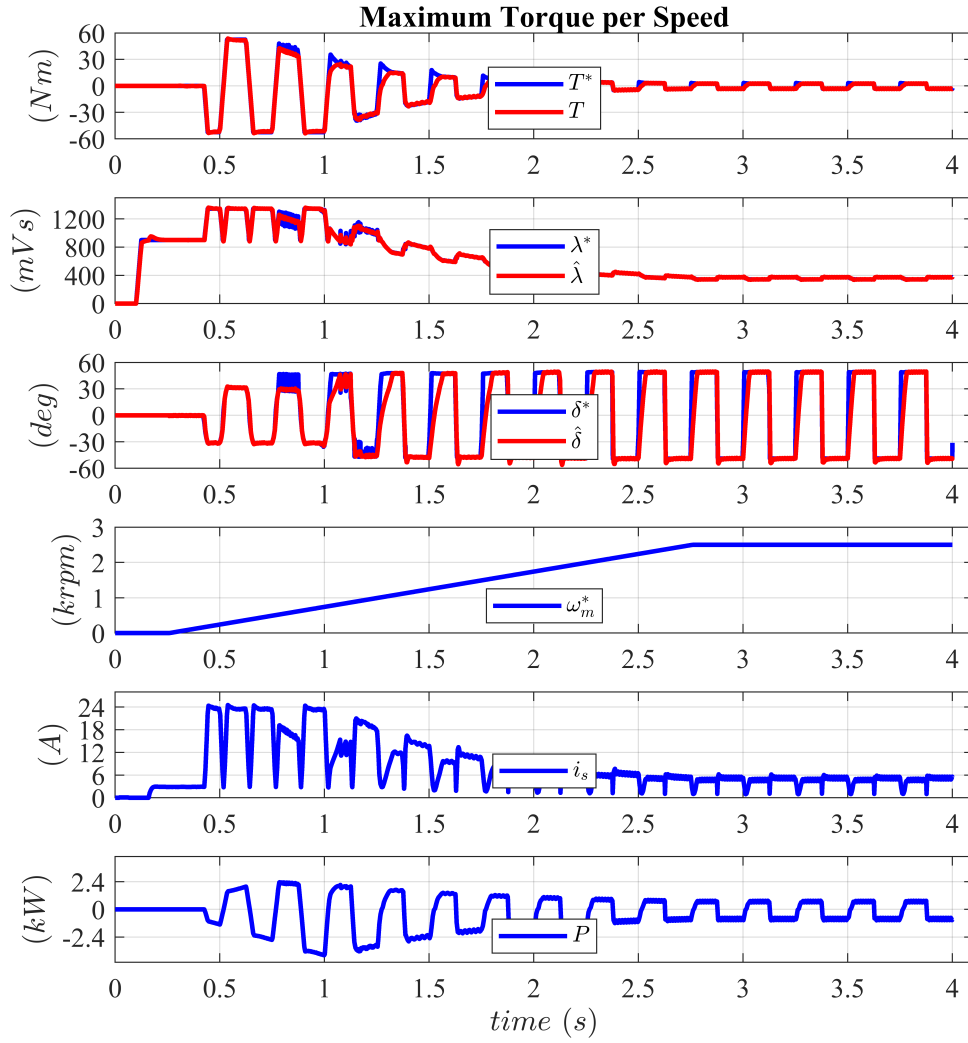 Maximum Torque per Speed
(Nm)
60
30
0
-30
-60
T*
T
0 0.5 1 1.5 2 2.5 3 3.5 4
(mVs)
1200
800
400
0
λ*
λ̂
0 0.5 1 1.5 2 2.5 3 3.5 4
(deg)
60
30
0
-30
-60
δ*
δ̂
0 0.5 1 1.5 2 2.5 3 3.5 4
(krpm)
3
2
1
0
ω*m
0 0.5 1 1.5 2 2.5 3 3.5 4
(A)
24
18
12
6
0
is
0 0.5 1 1.5 2 2.5 3 3.5 4
(kW)
2.4
0
-2.4
P
0 0.5 1 1.5 2 2.5 3 3.5 4
time (s)